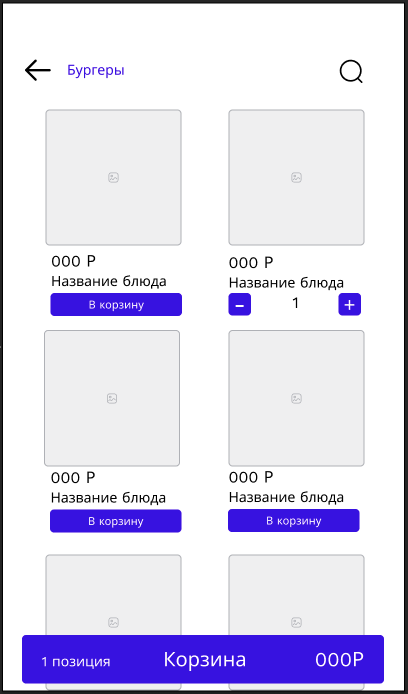 Бургеры
000 Р
000 Р
Название блюда
Название блюда
В корзину
- 1 +
000 Р
000 Р
Название блюда
Название блюда
В корзину
В корзину
1 позиция Корзина 000Р